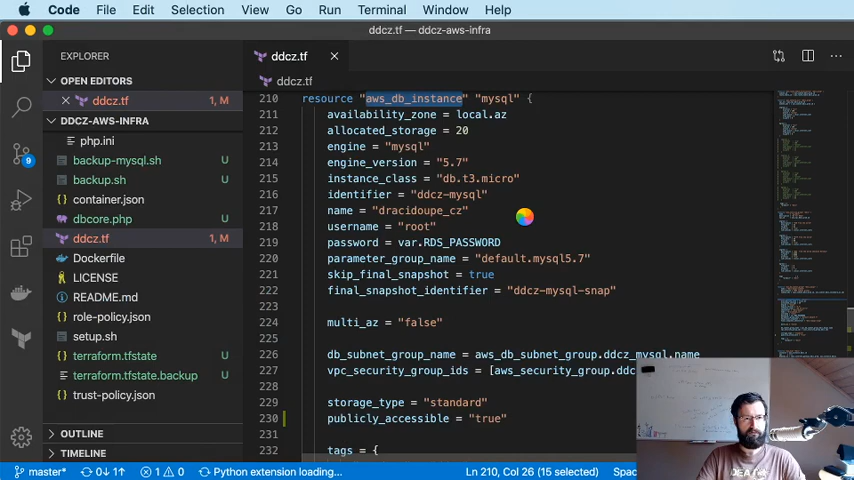 Code File Edit Selection View Go Run Terminal Window Help
ddcz.tf — ddcz-aws-infra
EXPLORER
OPEN EDITORS
ddcz.tf 1, M
DDCZ-AWS-INFRA
php.ini
backup-mysql.sh U
backup.sh U
container.json
dbcore.php U
ddcz.tf 1, M
Dockerfile
LICENSE
README.md
role-policy.json
setup.sh
terraform.tfstate U
terraform.tfstate.backup U
trust-policy.json
OUTLINE
TIMELINE
9
ddcz.tf
ddcz.tf
210 resource "aws_db_instance" "mysql" {
211 availability_zone = local.az
212 allocated_storage = 20
213 engine = "mysql"
214 engine_version = "5.7"
215 instance_class = "db.t3.micro"
216 identifier = "ddcz-mysql"
217 name = "dracidoupe_cz"
218 username = "root"
219 password = var.RDS_PASSWORD
220 parameter_group_name = "default.mysql5.7"
221 skip_final_snapshot = true
222 final_snapshot_identifier = "ddcz-mysql-snap"
223
224 multi_az = "false"
225
226 db_subnet_group_name = aws_db_subnet_group.ddcz_mysql.name
227 vpc_security_group_ids = [aws_security_group.ddc
228
229 storage_type = "standard"
230 publicly_accessible = "true"
231
232 tags = {
master* 0↓ 1↑ 1 1 Python extension loading... Ln 210, Col 26 (15 selected) Spac